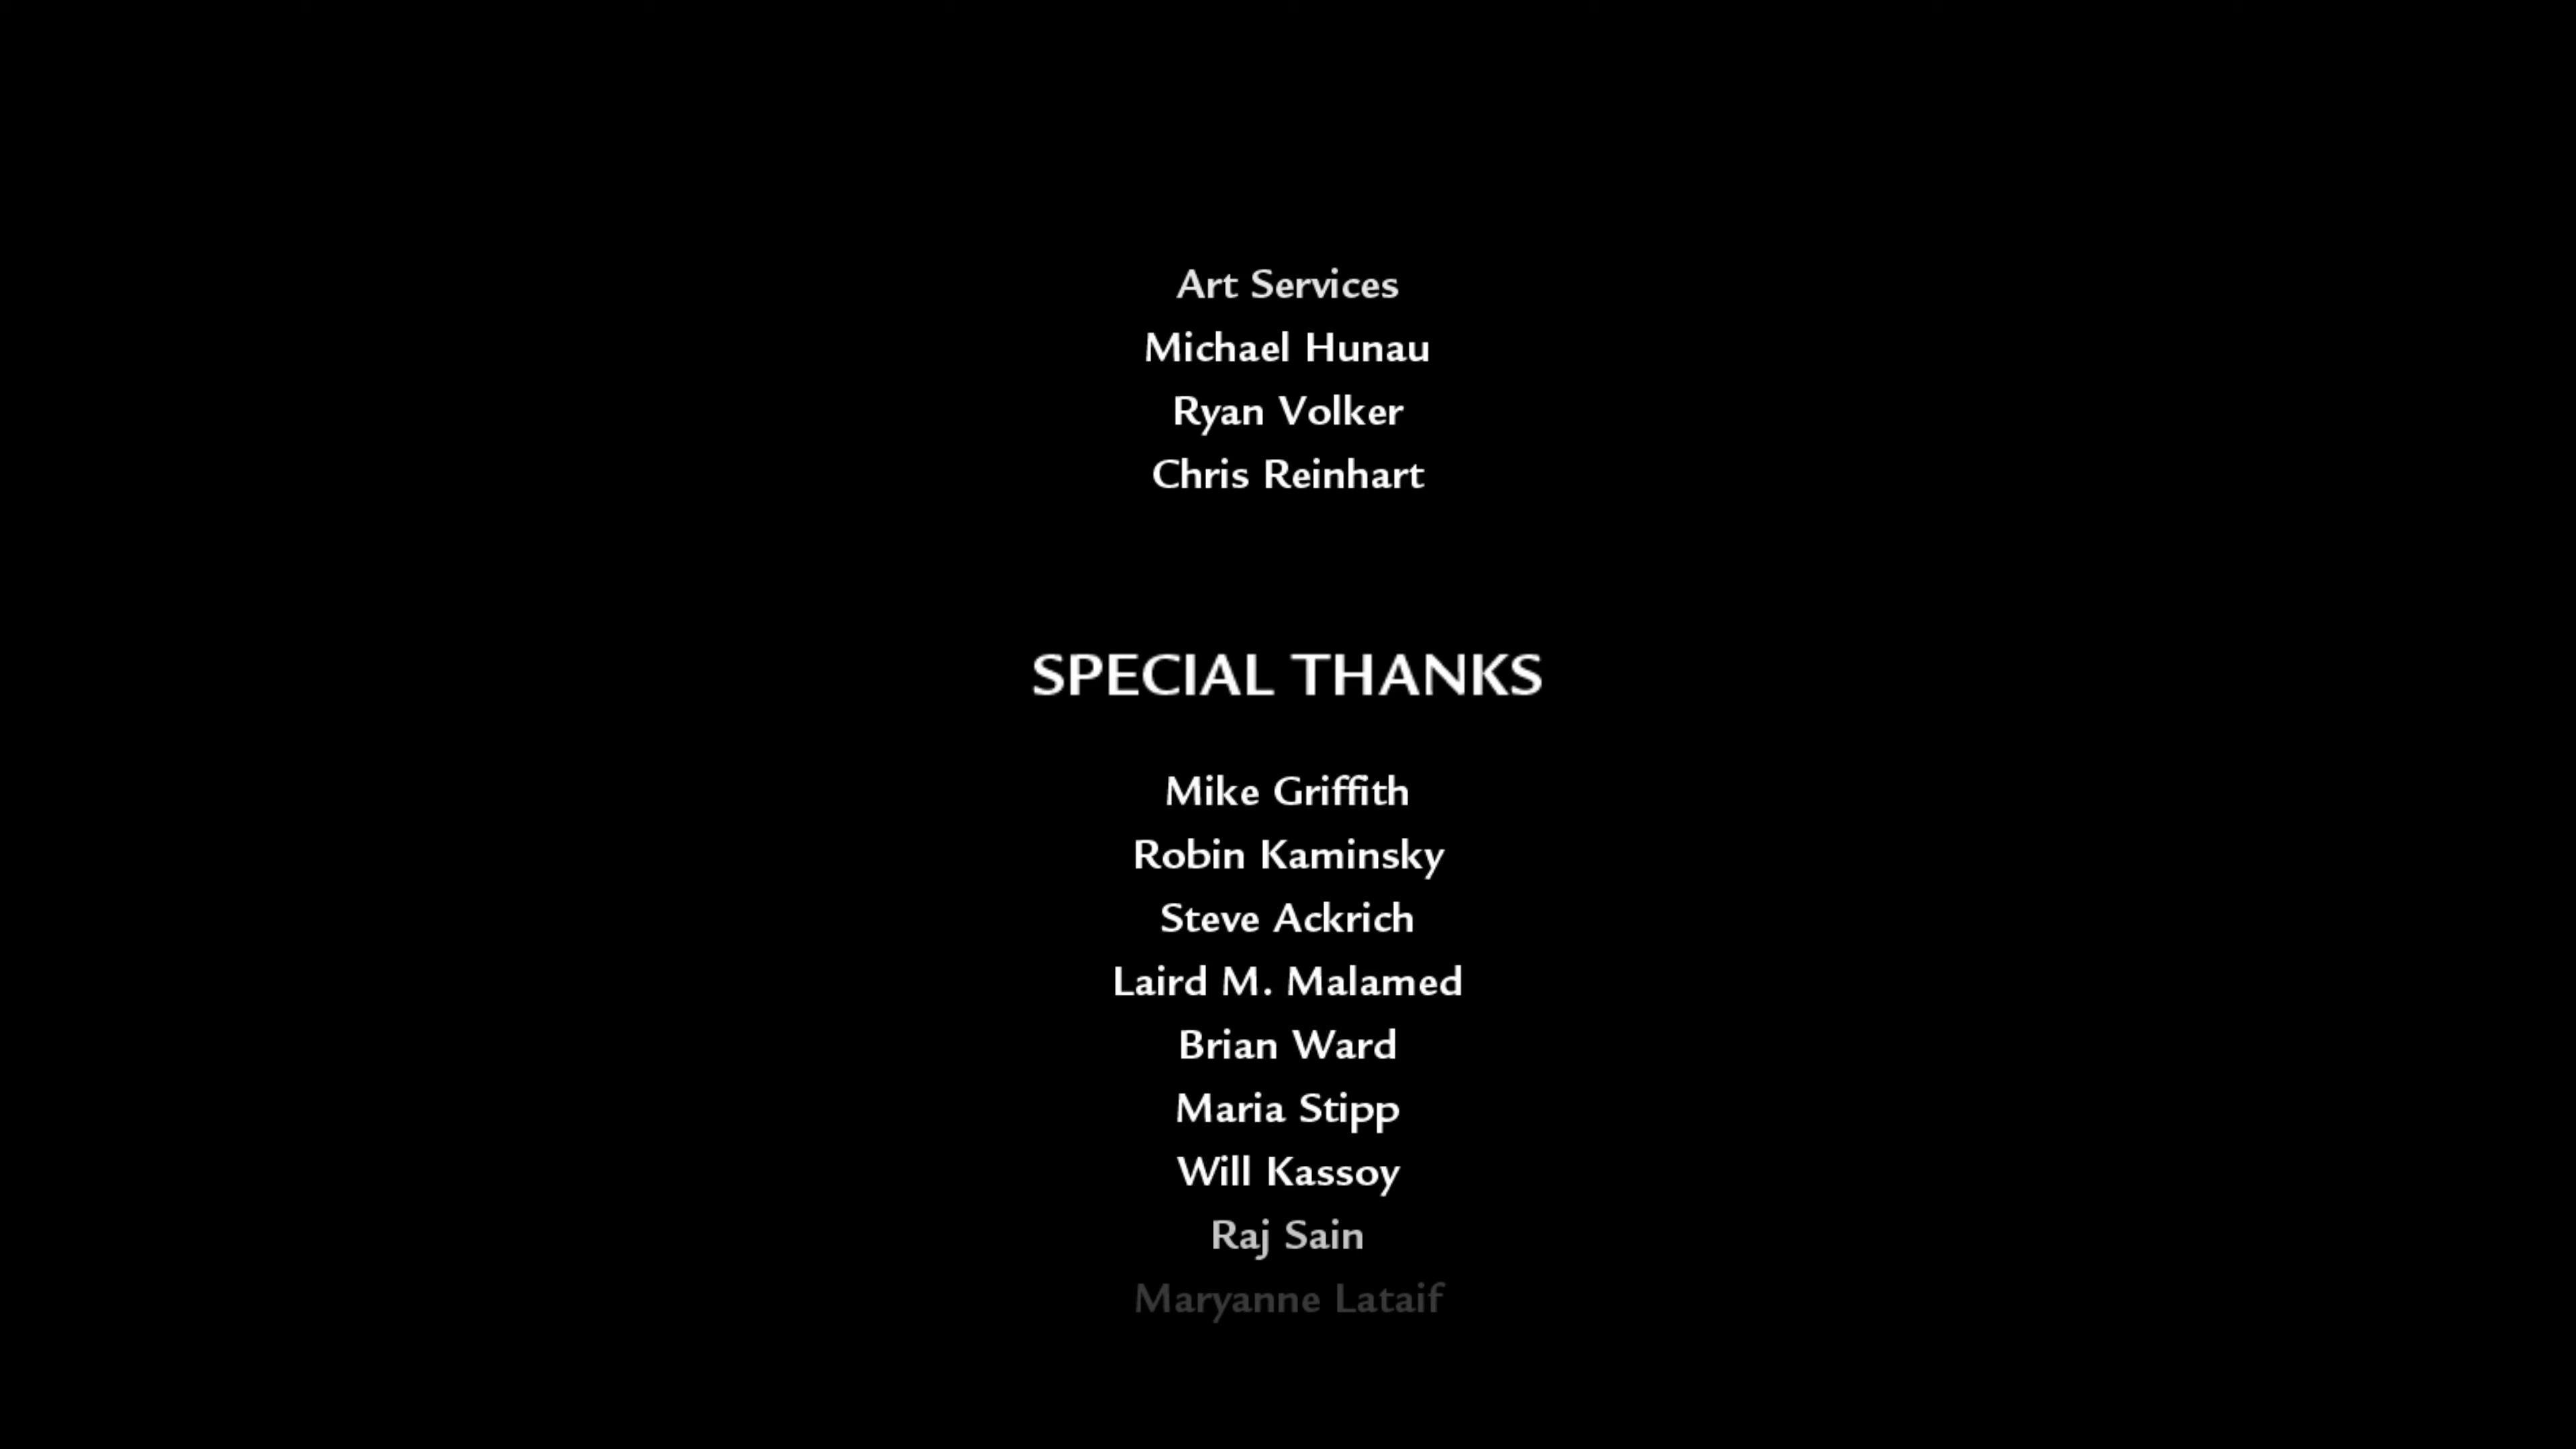 Art Services
Michael Hunau
Ryan Volker
Chris Reinhart
SPECIAL THANKS
Mike Griffith
Robin Kaminsky
Steve Ackrich
Laird M. Malamed
Brian Ward
Maria Stipp
Will Kassoy
Raj Sain
Maryanne Lataif